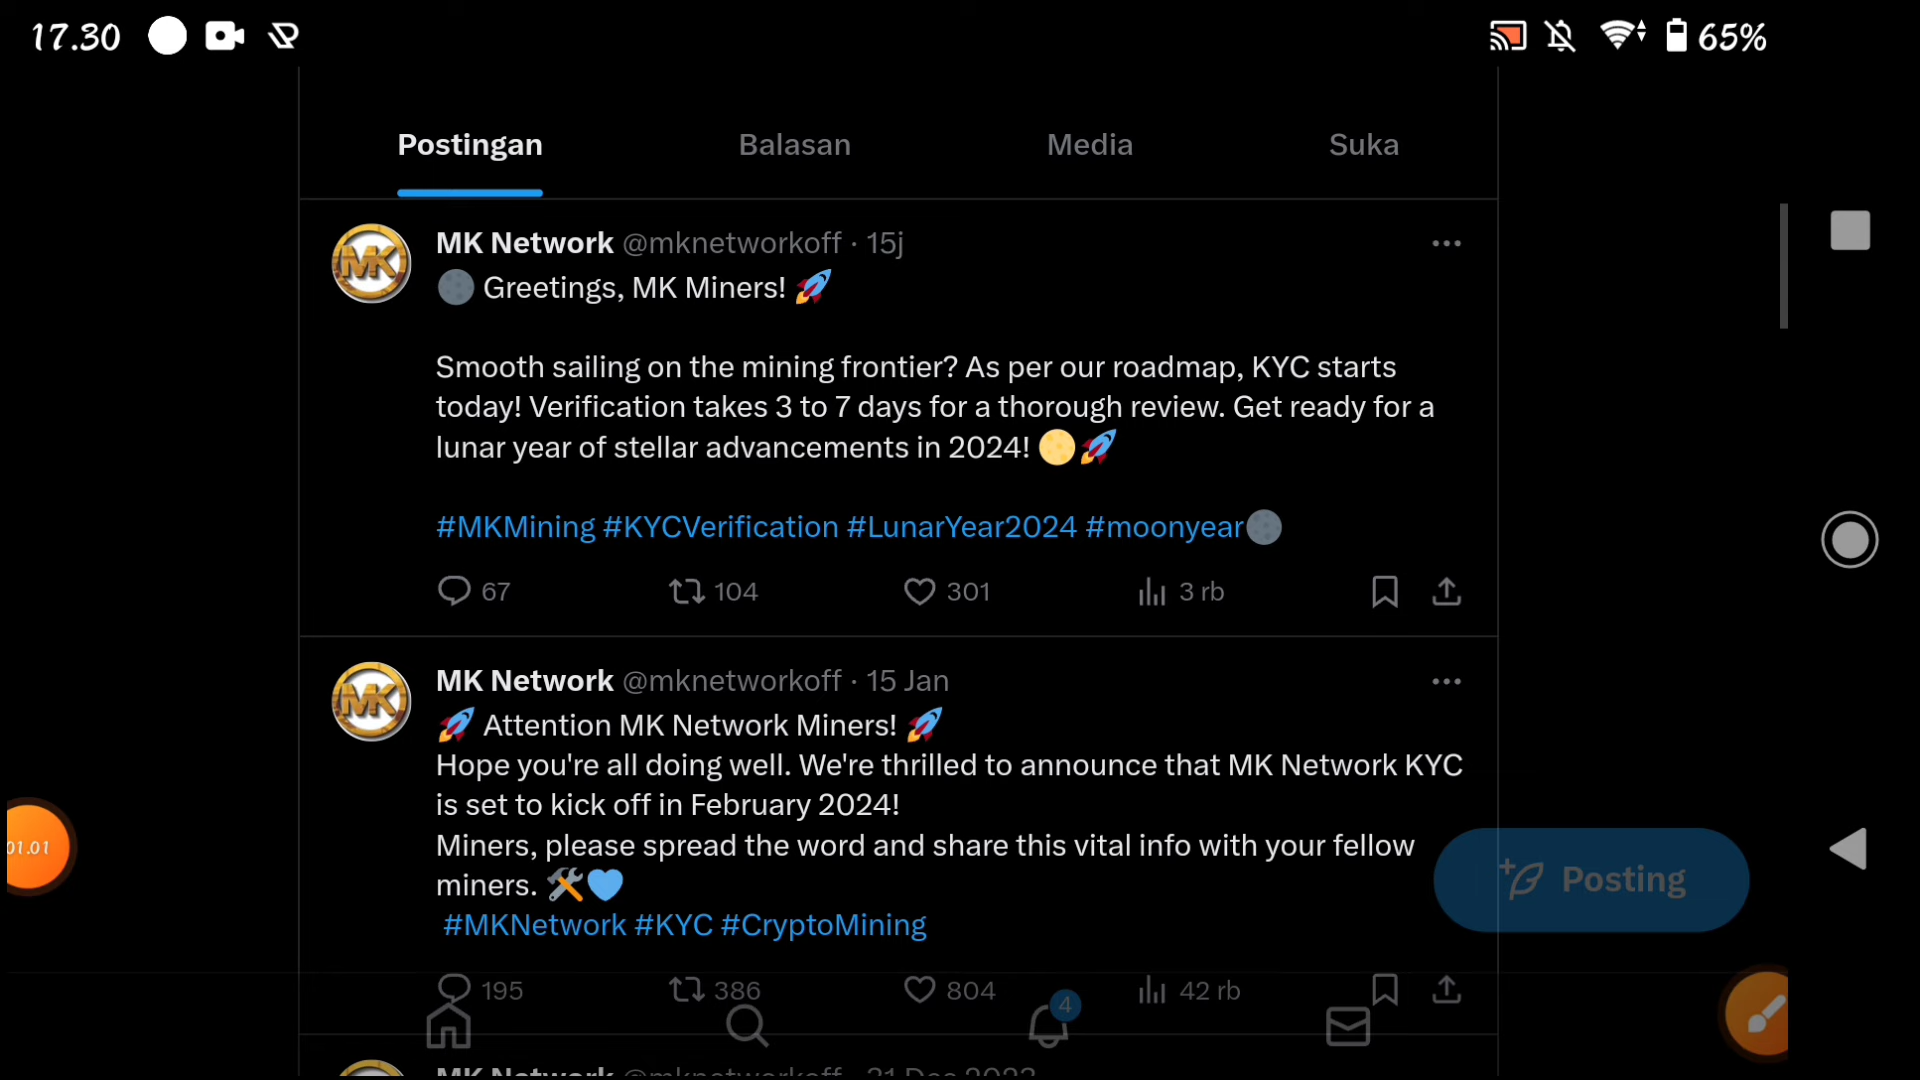 17.30
65%
Postingan Balasan Media Suka
MK Network @mknetworkoff · 15j
🌑 Greetings, MK Miners! 🚀
Smooth sailing on the mining frontier? As per our roadmap, KYC starts
today! Verification takes 3 to 7 days for a thorough review. Get ready for a
lunar year of stellar advancements in 2024! 🌕🚀
#MKMining #KYCVerification #LunarYear2024 #moonyear🌑
67 104 301 3 rb
MK Network @mknetworkoff · 15 Jan
🚀 Attention MK Network Miners! 🚀
Hope you're all doing well. We're thrilled to announce that MK Network KYC
is set to kick off in February 2024!
Miners, please spread the word and share this vital info with your fellow
miners. 🛠️💙
#MKNetwork #KYC #CryptoMining
01.01
Posting
195 386 804 42 rb
4
MK Network @mknetworkoff · 31 Des 2023